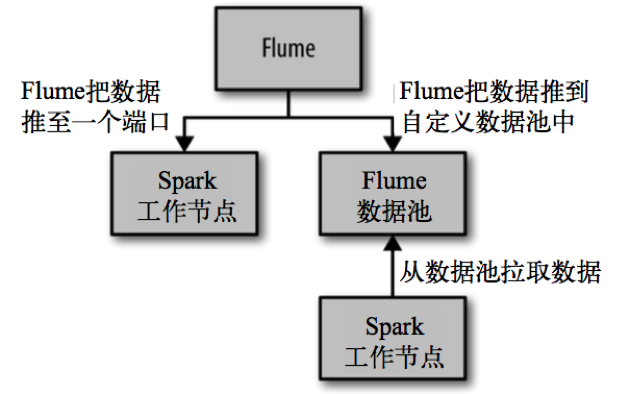 Flume
Flume把数据
推至一个端口
Flume把数据推到
自定义数据池中
Spark
工作节点
Flume
数据池
从数据池拉取数据
Spark
工作节点